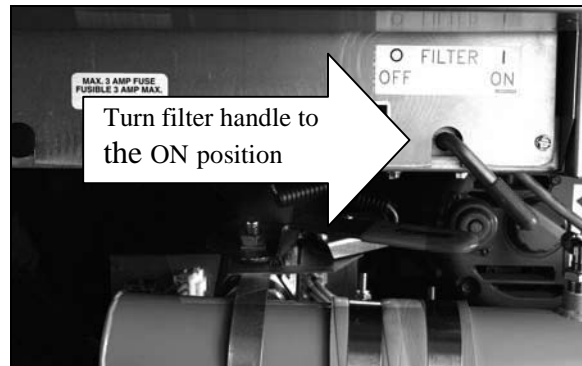 O FILTER I
OFF ON
MAX. 3 AMP FUSE
FUSIBLE 3 AMP MAX.
Turn filter handle to
the ON position